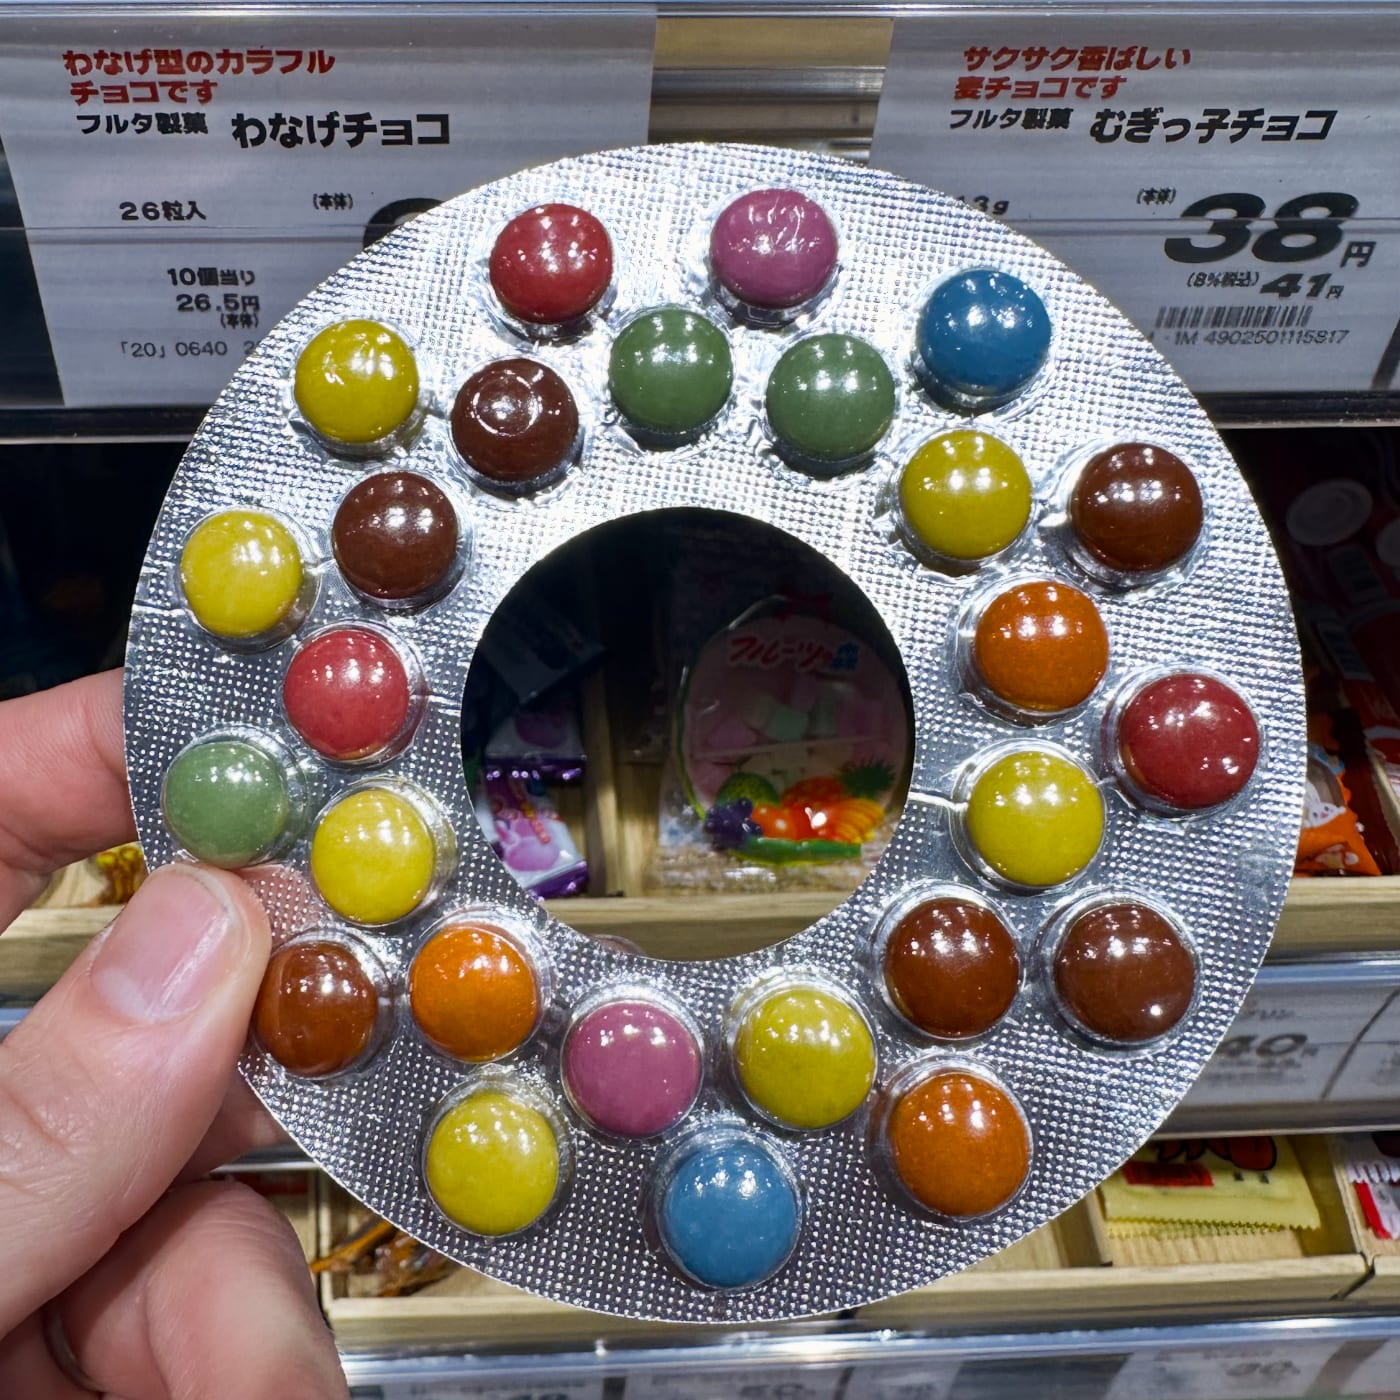 わなげ型のカラフル
チョコです
フルタ製菓 わなげチョコ
26粒入 (本体)
10個当り
26.5円
(本体)
「20」0640 2
サクサク香ばしい
麦チョコです
フルタ製菓 むぎっ子チョコ
3g (本体) 38円
(8%税込) 41円
1M 4902501115817
フルーツ
40